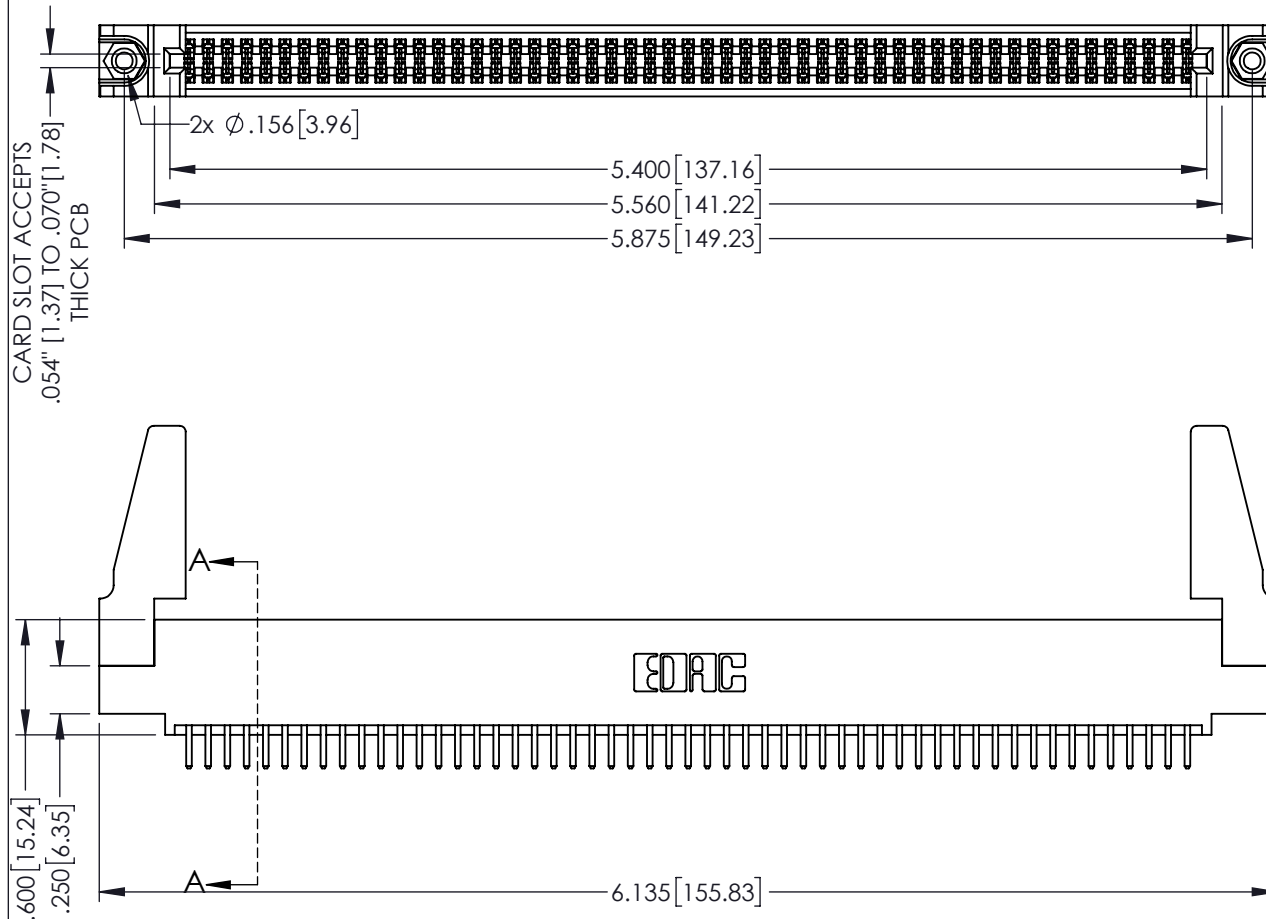 2x Ø.156[3.96]
5.400[137.16]
5.560[141.22]
5.875[149.23]
CARD SLOT ACCEPTS
.054" [1.37] TO .070"[1.78]
THICK PCB
A
EDAC
.600[15.24]
.250[6.35]
A
6.135[155.83]